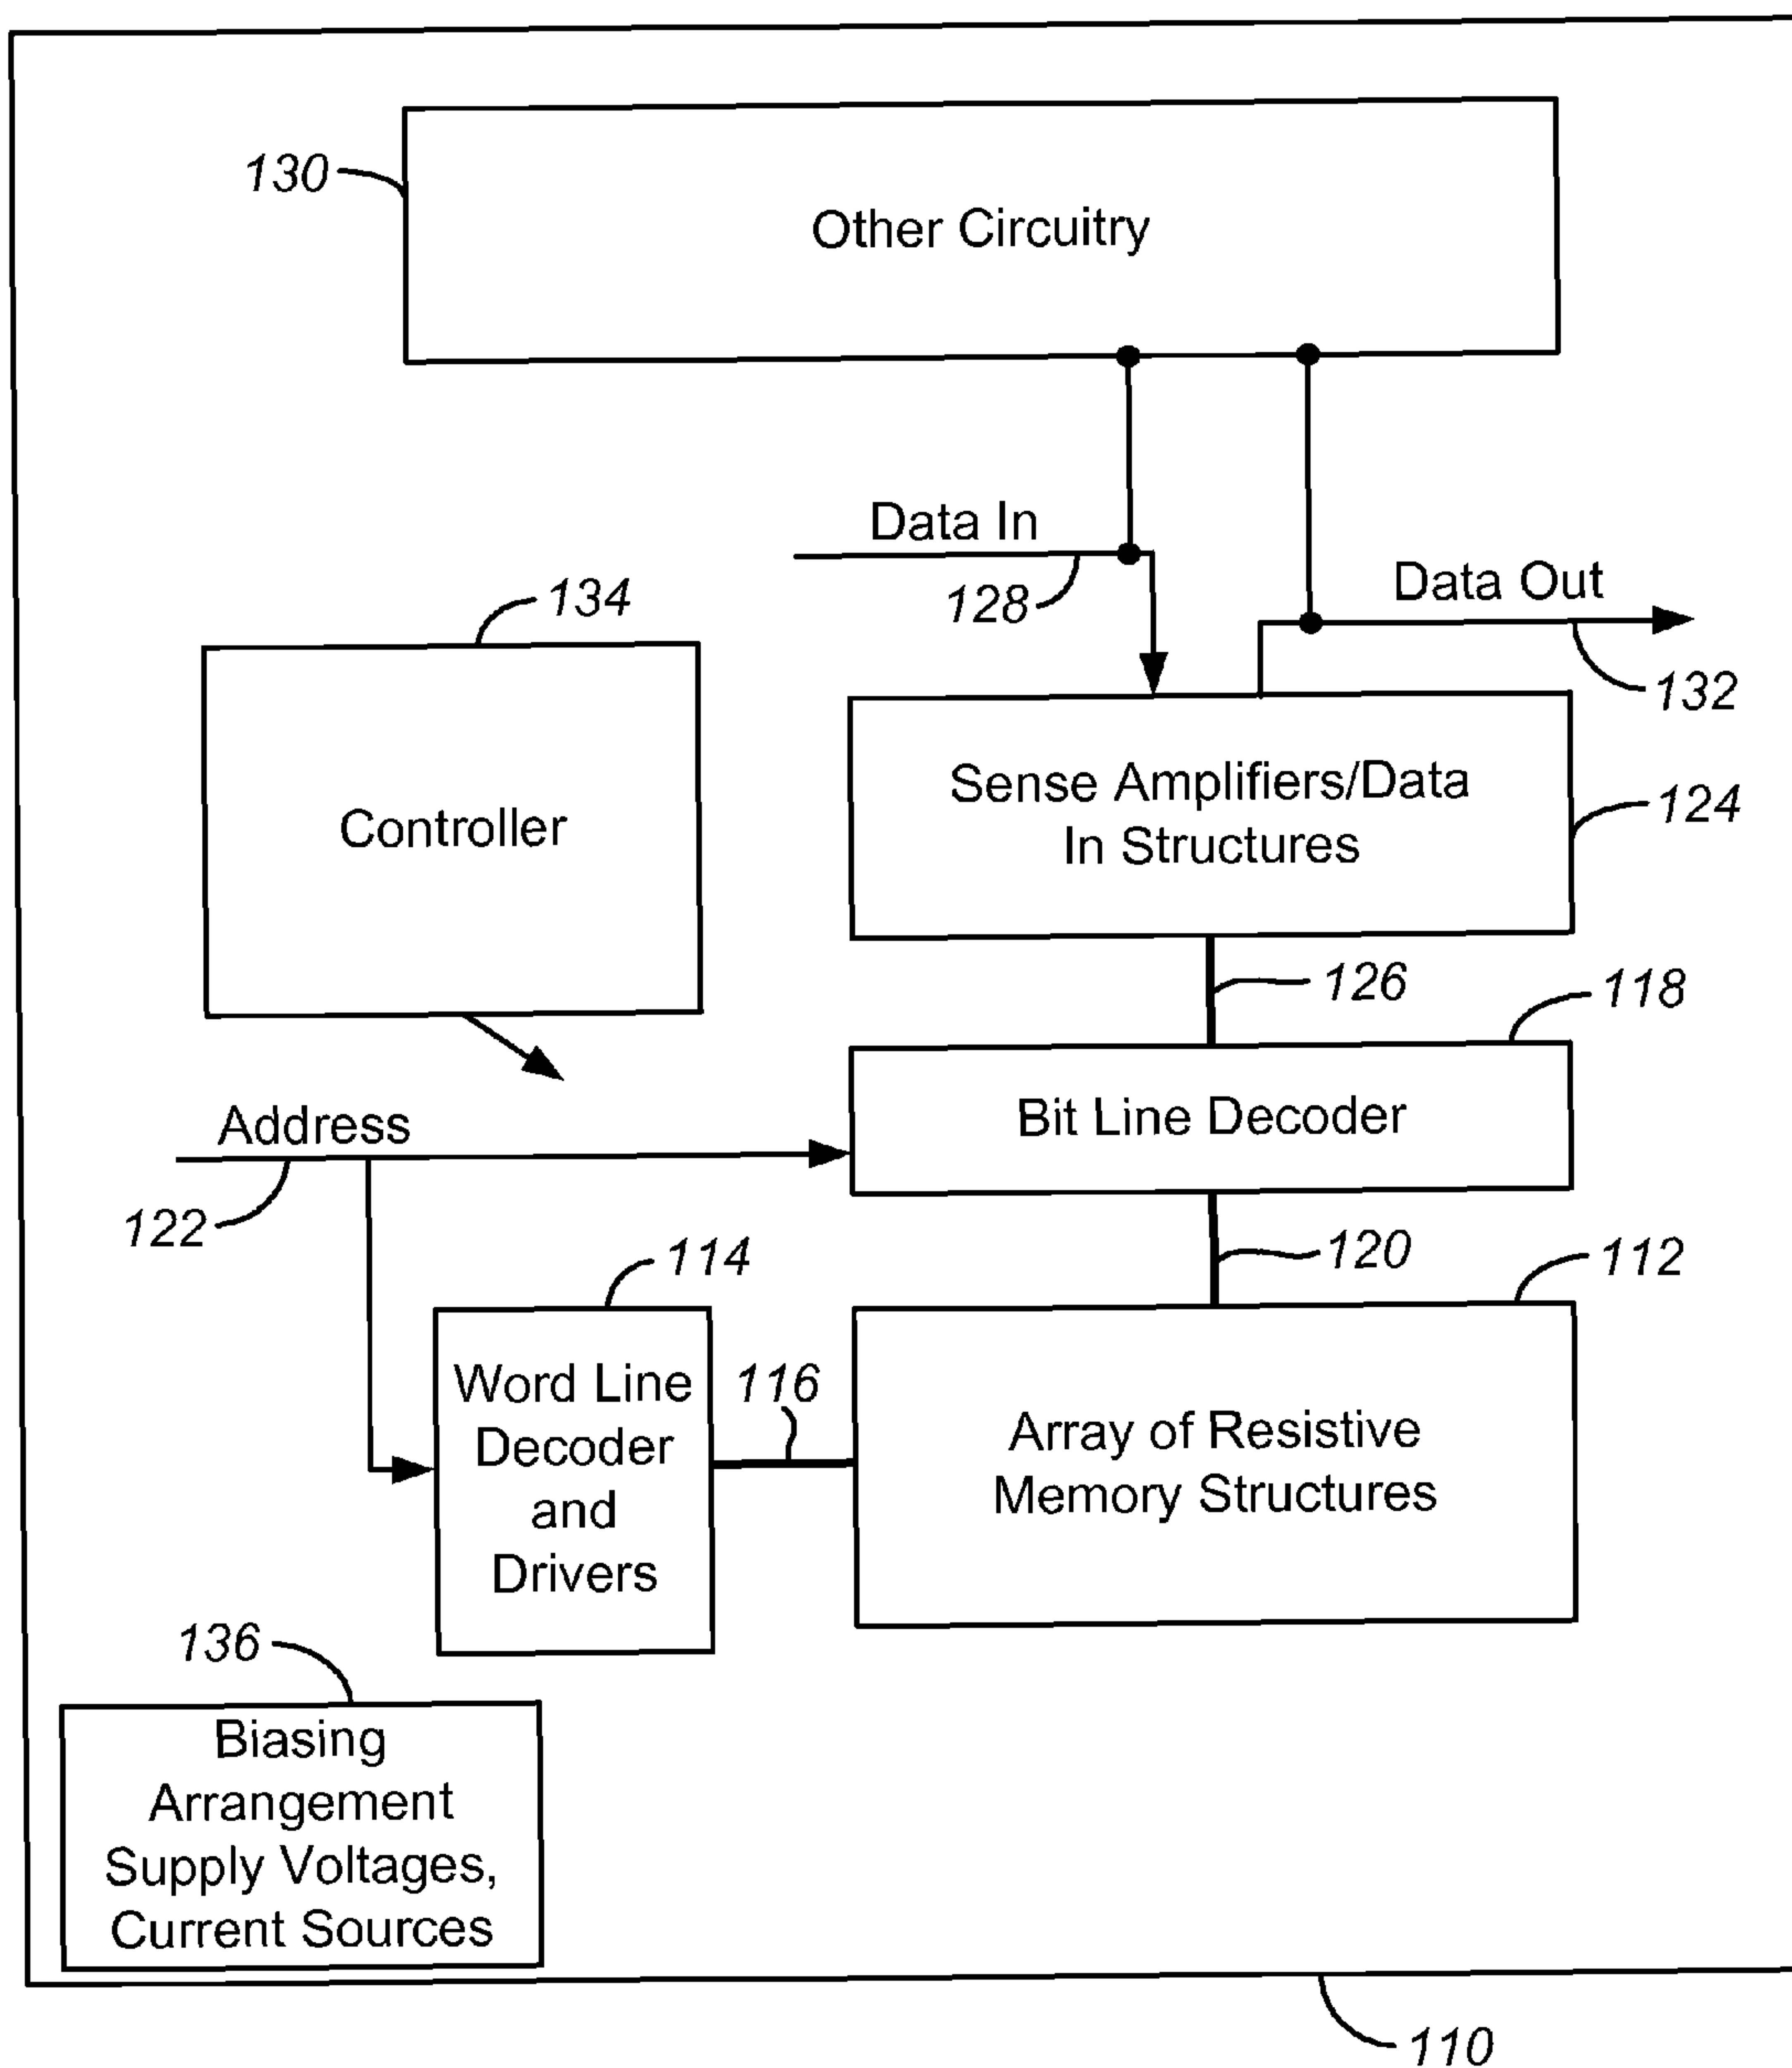 130
Other Circuitry
Data In
128
Data Out
132
134
Controller
Sense Amplifiers/Data
In Structures
124
126
118
Address
122
Bit Line Decoder
120
114
112
Word Line
Decoder
and
Drivers
116
Array of Resistive
Memory Structures
136
Biasing
Arrangement
Supply Voltages,
Current Sources
110